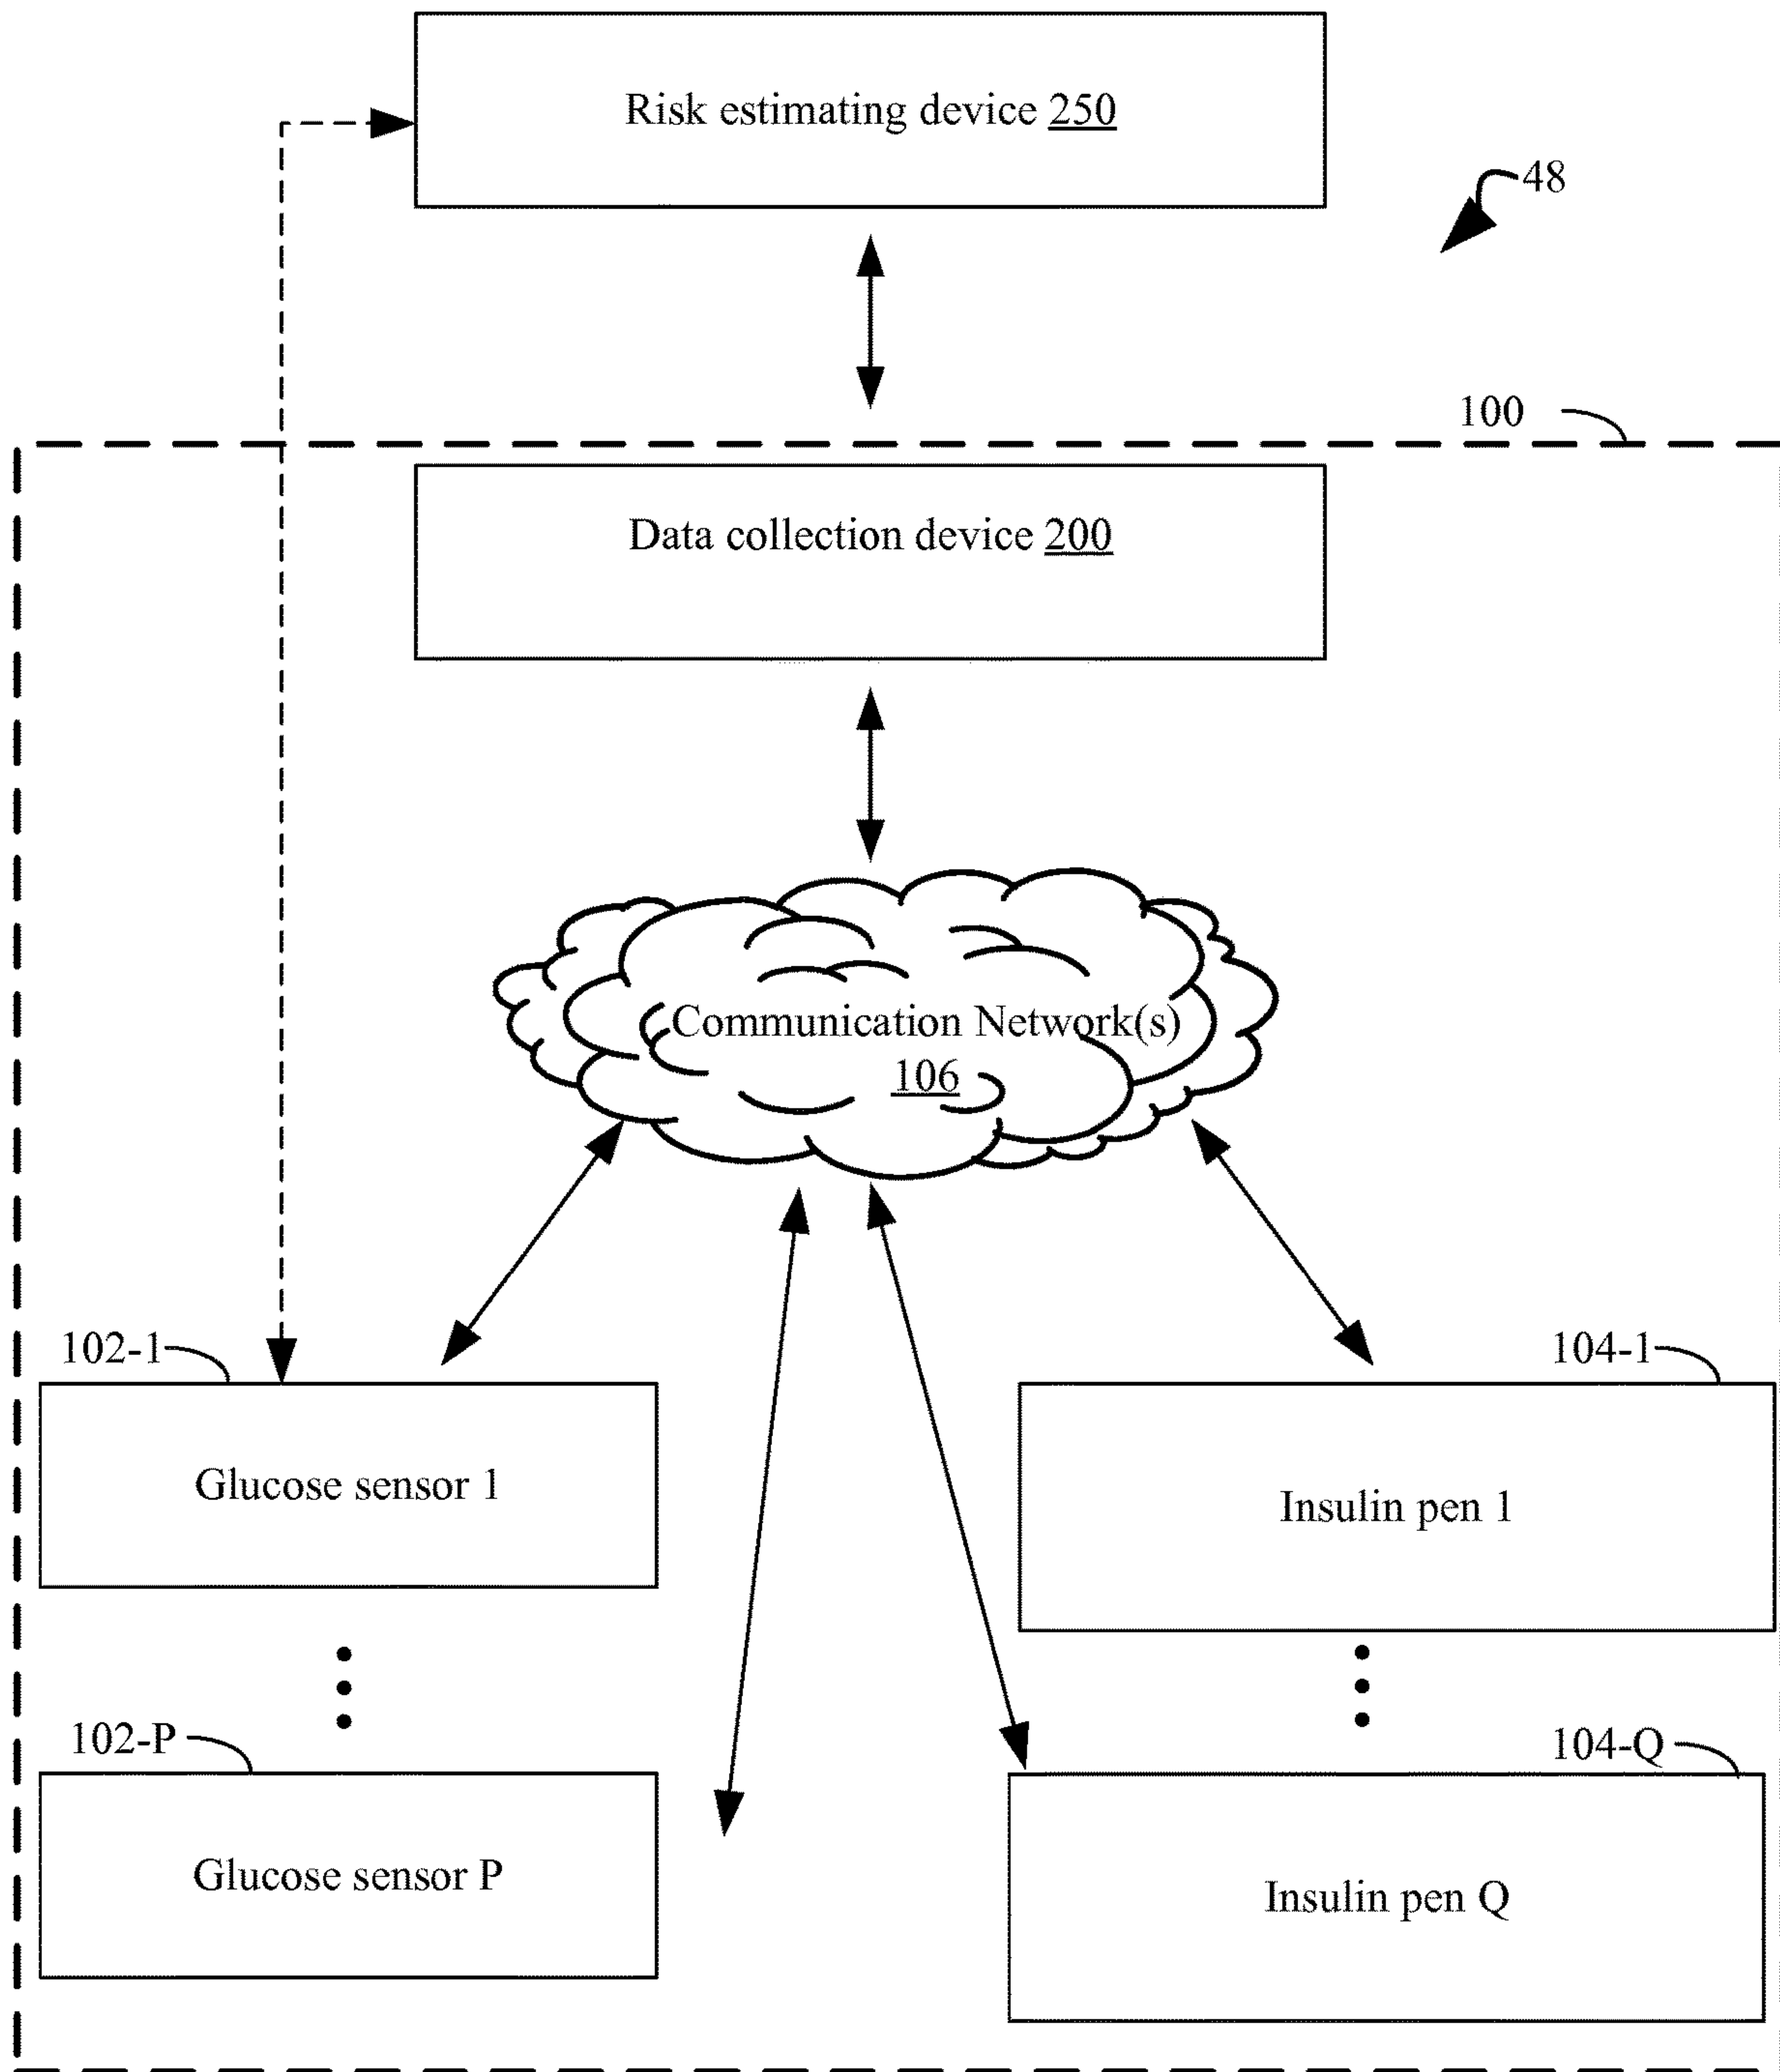 Risk estimating device 250
48
100
Data collection device 200
Communication Network(s)
106
102-1
104-1
Glucose sensor 1
Insulin pen 1
102-P
104-Q
Glucose sensor P
Insulin pen Q